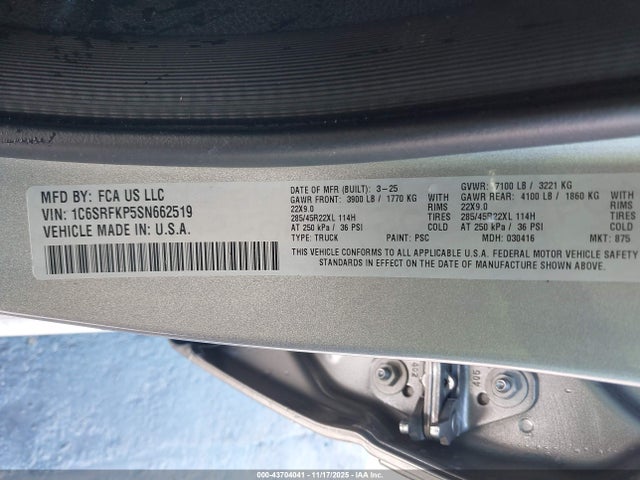 MFD BY: FCA US LLC
VIN: 1C6SRFKP5SN662519
VEHICLE MADE IN: U.S.A.
DATE OF MFR (BUILT): 3-25 GVWR: 7100 LB / 3221 KG
GAWR FRONT: 3900 LB / 1770 KG WITH GAWR REAR: 4100 LB / 1860 KG WITH
22X9.0 RIMS 22X9.0 RIMS
285/45R22XL 114H TIRES 285/45R22XL 114H TIRES
AT 250 kPa / 36 PSI COLD AT 250 kPa / 36 PSI COLD
TYPE: TRUCK PAINT: PSC MDH: 030416 MKT: 875
THIS VEHICLE CONFORMS TO ALL APPLICABLE U.S.A. FEDERAL MOTOR VEHICLE SAFETY
STANDARDS IN EFFECT ON THE DATE OF MANUFACTURE SHOWN ABOVE.
402
406
000-43704041 - 11/17/2025 - IAA Inc.